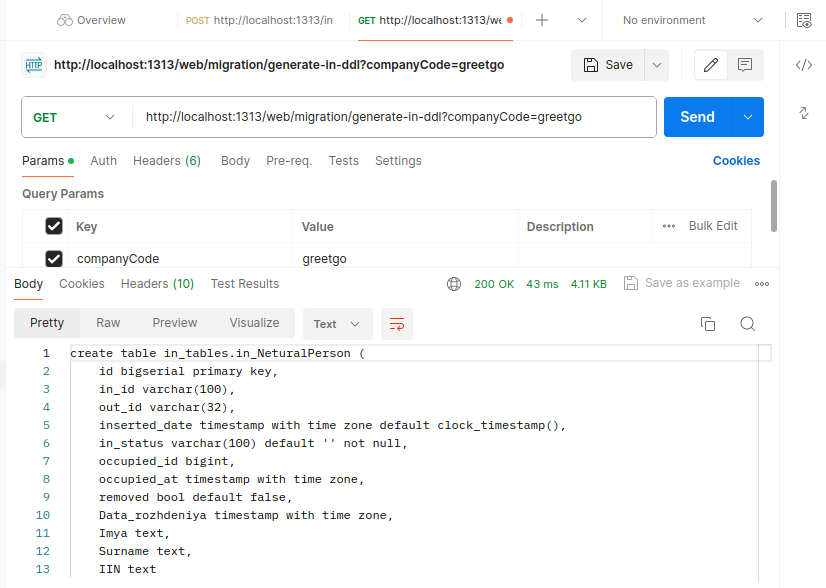 Overview
POST http://localhost:1313/in
GET http://localhost:1313/we
No environment
HTTP http://localhost:1313/web/migration/generate-in-ddl?companyCode=greetgo
Save
GET http://localhost:1313/web/migration/generate-in-ddl?companyCode=greetgo
Send
Params Auth Headers (6) Body Pre-req. Tests Settings Cookies
Query Params
Key Value Description Bulk Edit
companyCode greetgo
Body Cookies Headers (10) Test Results 200 OK 43 ms 4.11 KB Save as example
Pretty Raw Preview Visualize Text
1 create table in_tables.in_NeturalPerson (
2 id bigserial primary key,
3 in_id varchar(100),
4 out_id varchar(32),
5 inserted_date timestamp with time zone default clock_timestamp(),
6 in_status varchar(100) default '' not null,
7 occupied_id bigint,
8 occupied_at timestamp with time zone,
9 removed bool default false,
10 Data_rozhdeniya timestamp with time zone,
11 Imya text,
12 Surname text,
13 IIN text